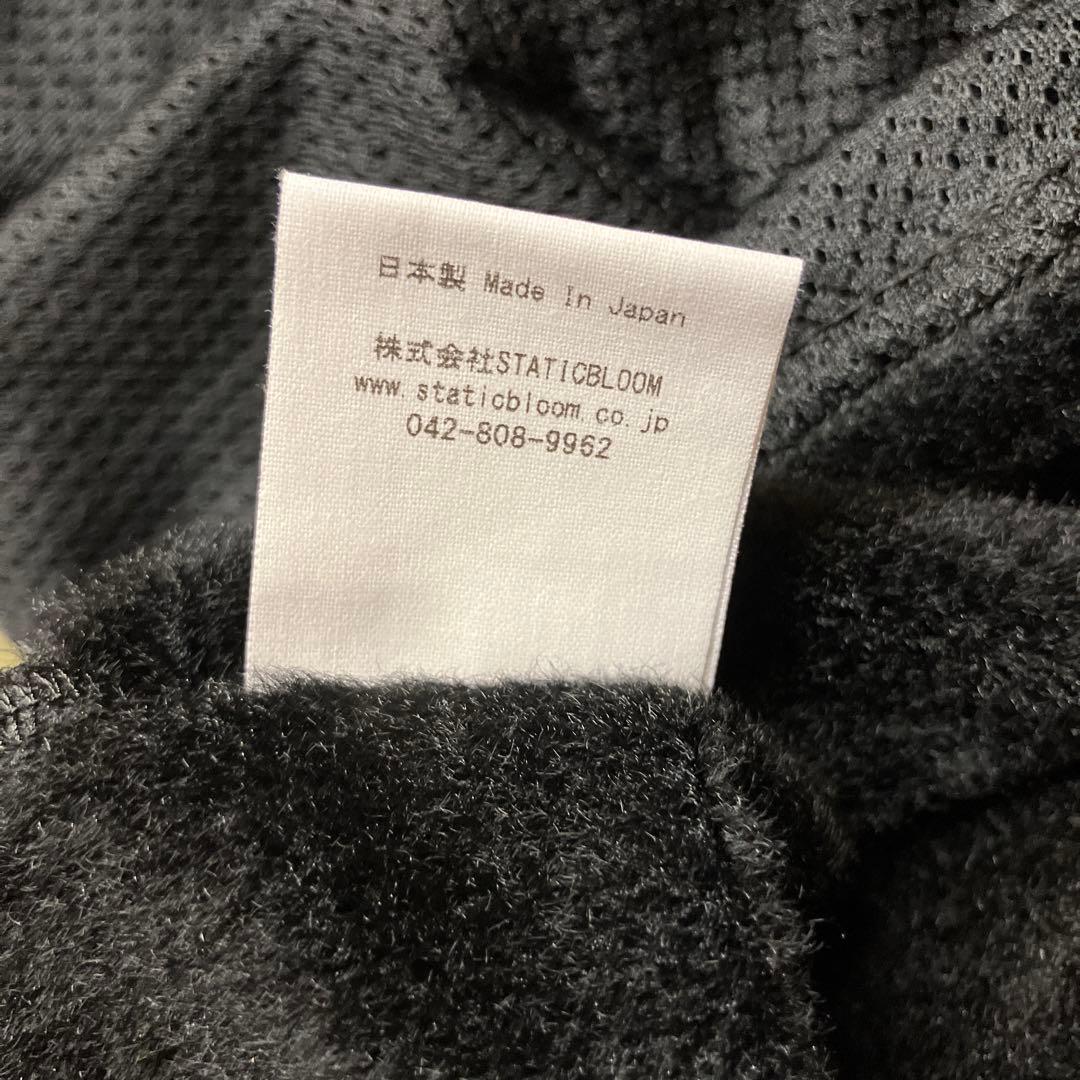 日本製 Made In Japan
株式会社STATICBLOOM
www.staticbloom.co.jp
042-808-9962